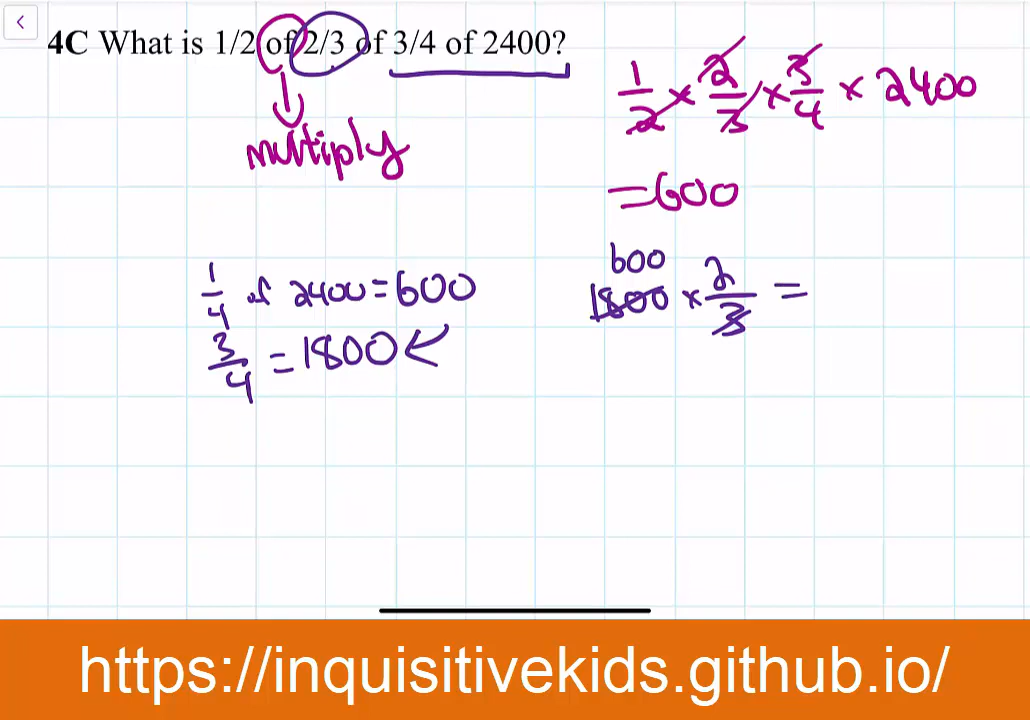 4C What is 1/2 of 2/3 of 3/4 of 2400?
multiply
1/2 × 2/3 × 3/4 × 2400
=600
1/4 of 2400=600
3/4 =1800
600
1800 × 2/3 =
https://inquisitivekids.github.io/